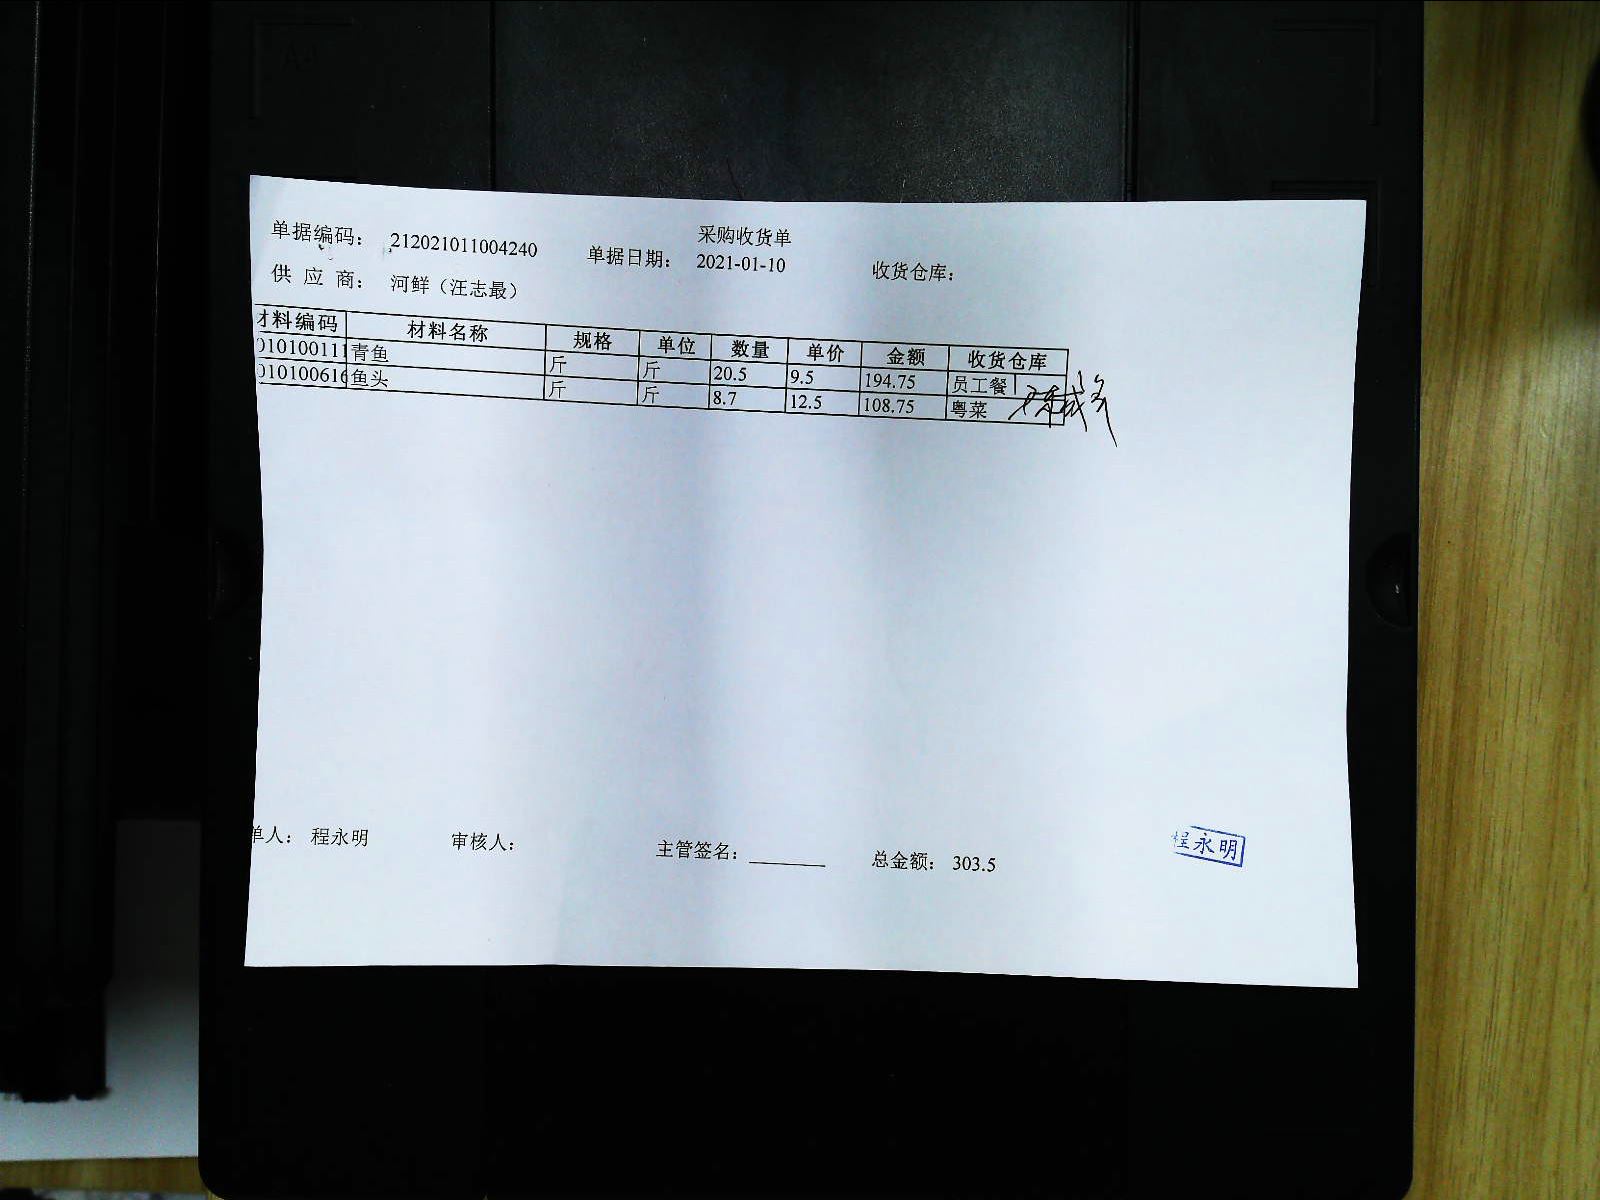 采购收货单
单据编码： 212021011004240 单据日期： 2021-01-10 收货仓库：
供 应 商： 河鲜（汪志最）
材料编码 材料名称 规格 单位 数量 单价 金额 收货仓库
010100111 青鱼 斤 斤 20.5 9.5 194.75 员工餐
010100616 鱼头 斤 斤 8.7 12.5 108.75 粤菜
单人： 程永明 审核人： 主管签名： 总金额： 303.5
程永明